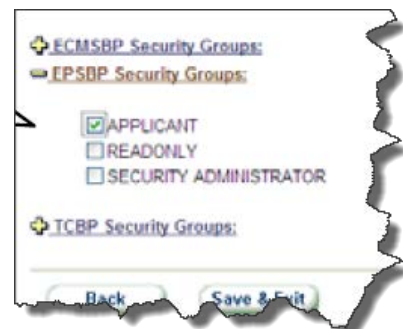 ECMSBP Security Groups:
EPSBP Security Groups:
APPLICANT
READONLY
SECURITY ADMINISTRATOR
TCBP Security Groups:
Back Save & Exit